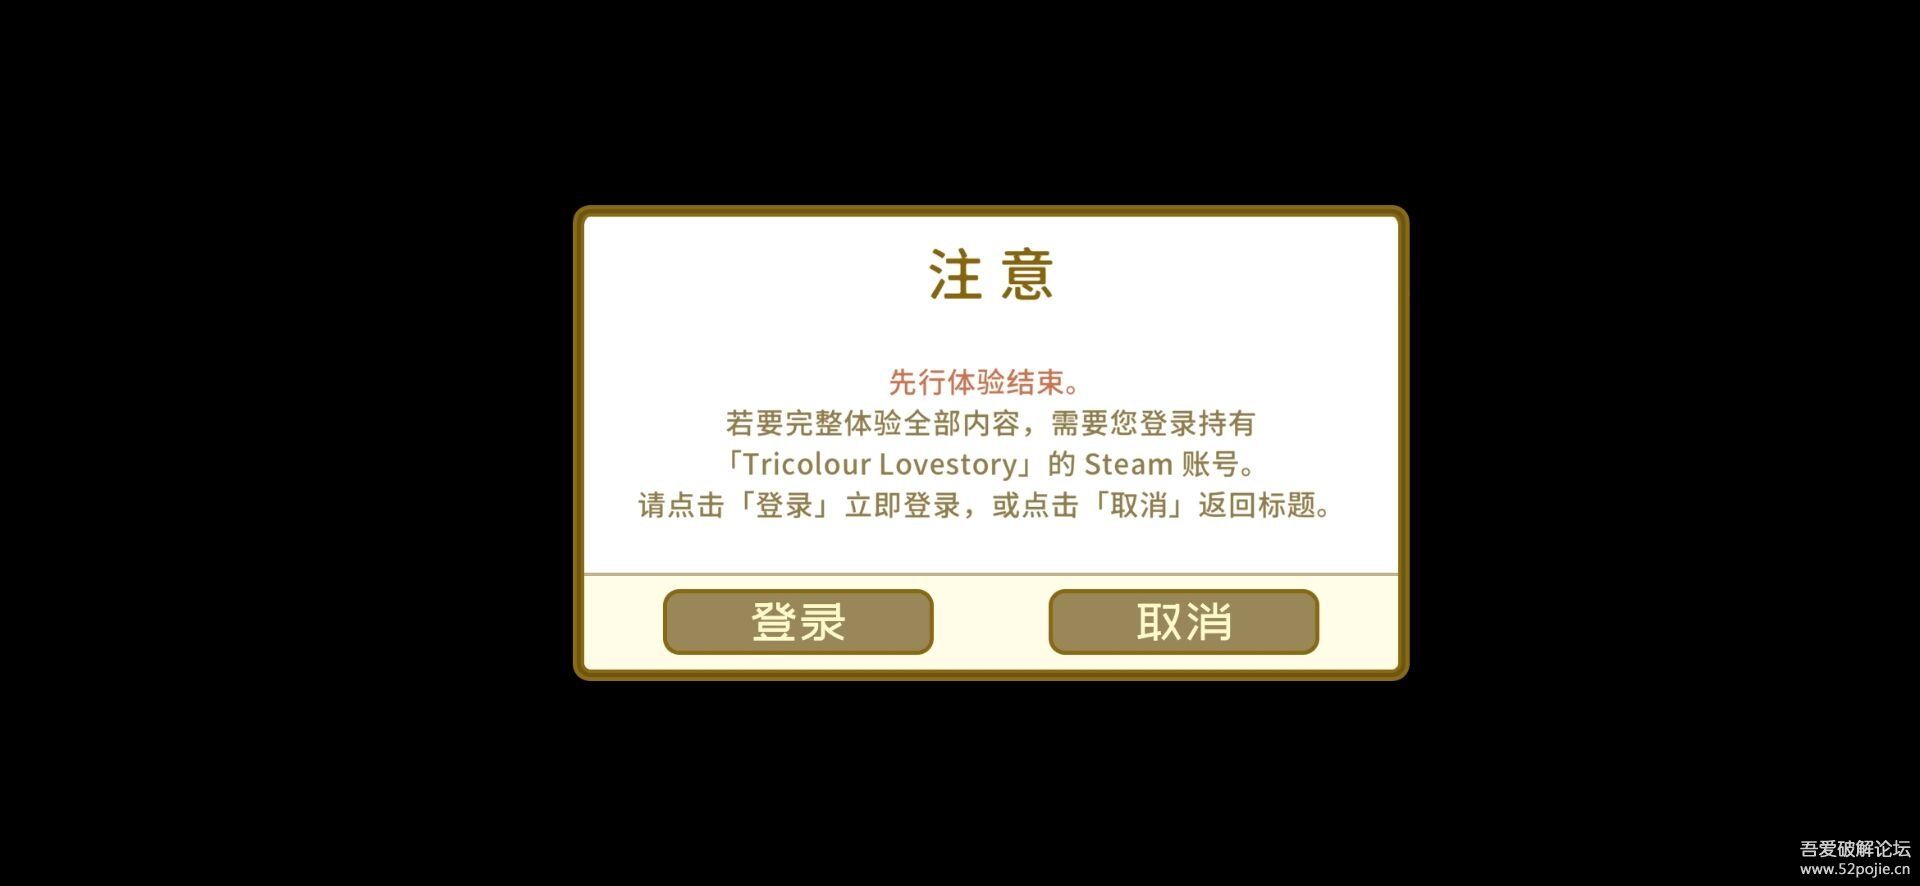 注意
先行体验结束。
若要完整体验全部内容，需要您登录持有
「Tricolour Lovestory」的 Steam 账号。
请点击「登录」立即登录，或点击「取消」返回标题。
登录
取消
吾爱破解论坛
www.52pojie.cn